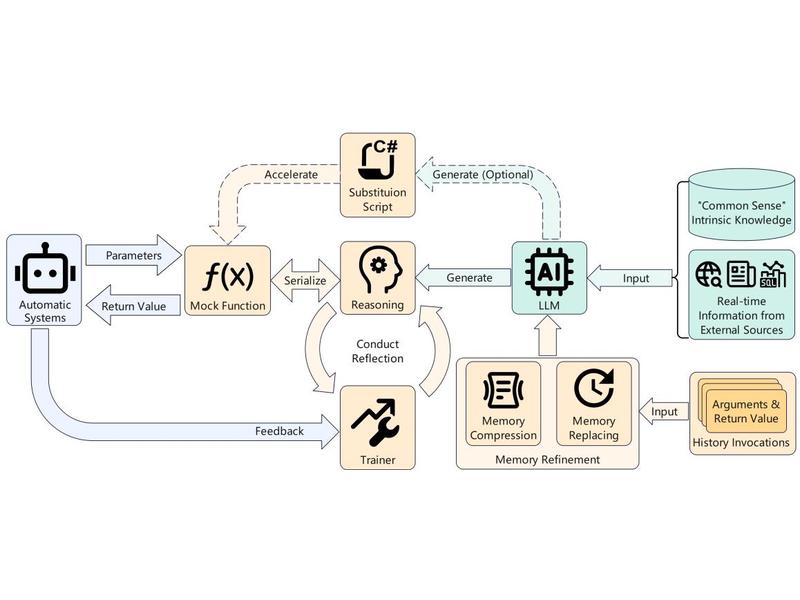 C#
Substituion
Script
Accelerate
Generate (Optional)
"Common Sense"
Intrinsic Knowledge
Parameters
Return Value
Automatic
Systems
f(x)
Mock Function
Serialize
Reasoning
Generate
AI
LLM
Input
SQL
Real-time
Information from
External Sources
Conduct
Reflection
Feedback
Trainer
Memory
Compression
Memory
Replacing
Memory Refinement
Input
Arguments &
Return Value
History Invocations